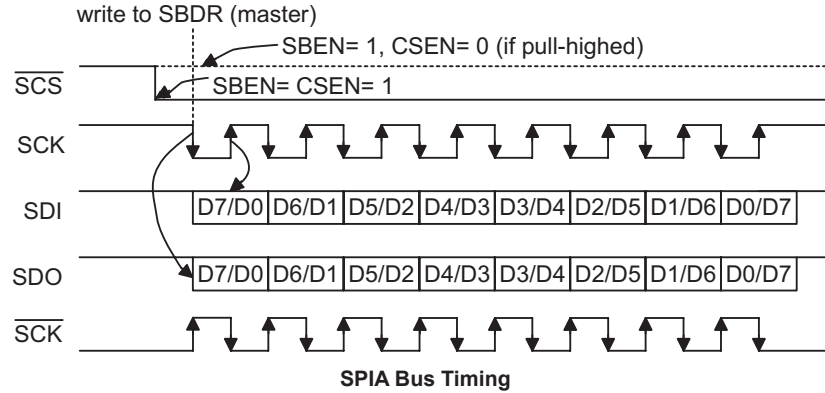 write to SBDR (master)
SBEN= 1, CSEN= 0 (if pull-highed)
SCS
SBEN= CSEN= 1
SCK
SDI
D7/D0 D6/D1 D5/D2 D4/D3 D3/D4 D2/D5 D1/D6 D0/D7
SDO
D7/D0 D6/D1 D5/D2 D4/D3 D3/D4 D2/D5 D1/D6 D0/D7
SCK
SPIA Bus Timing